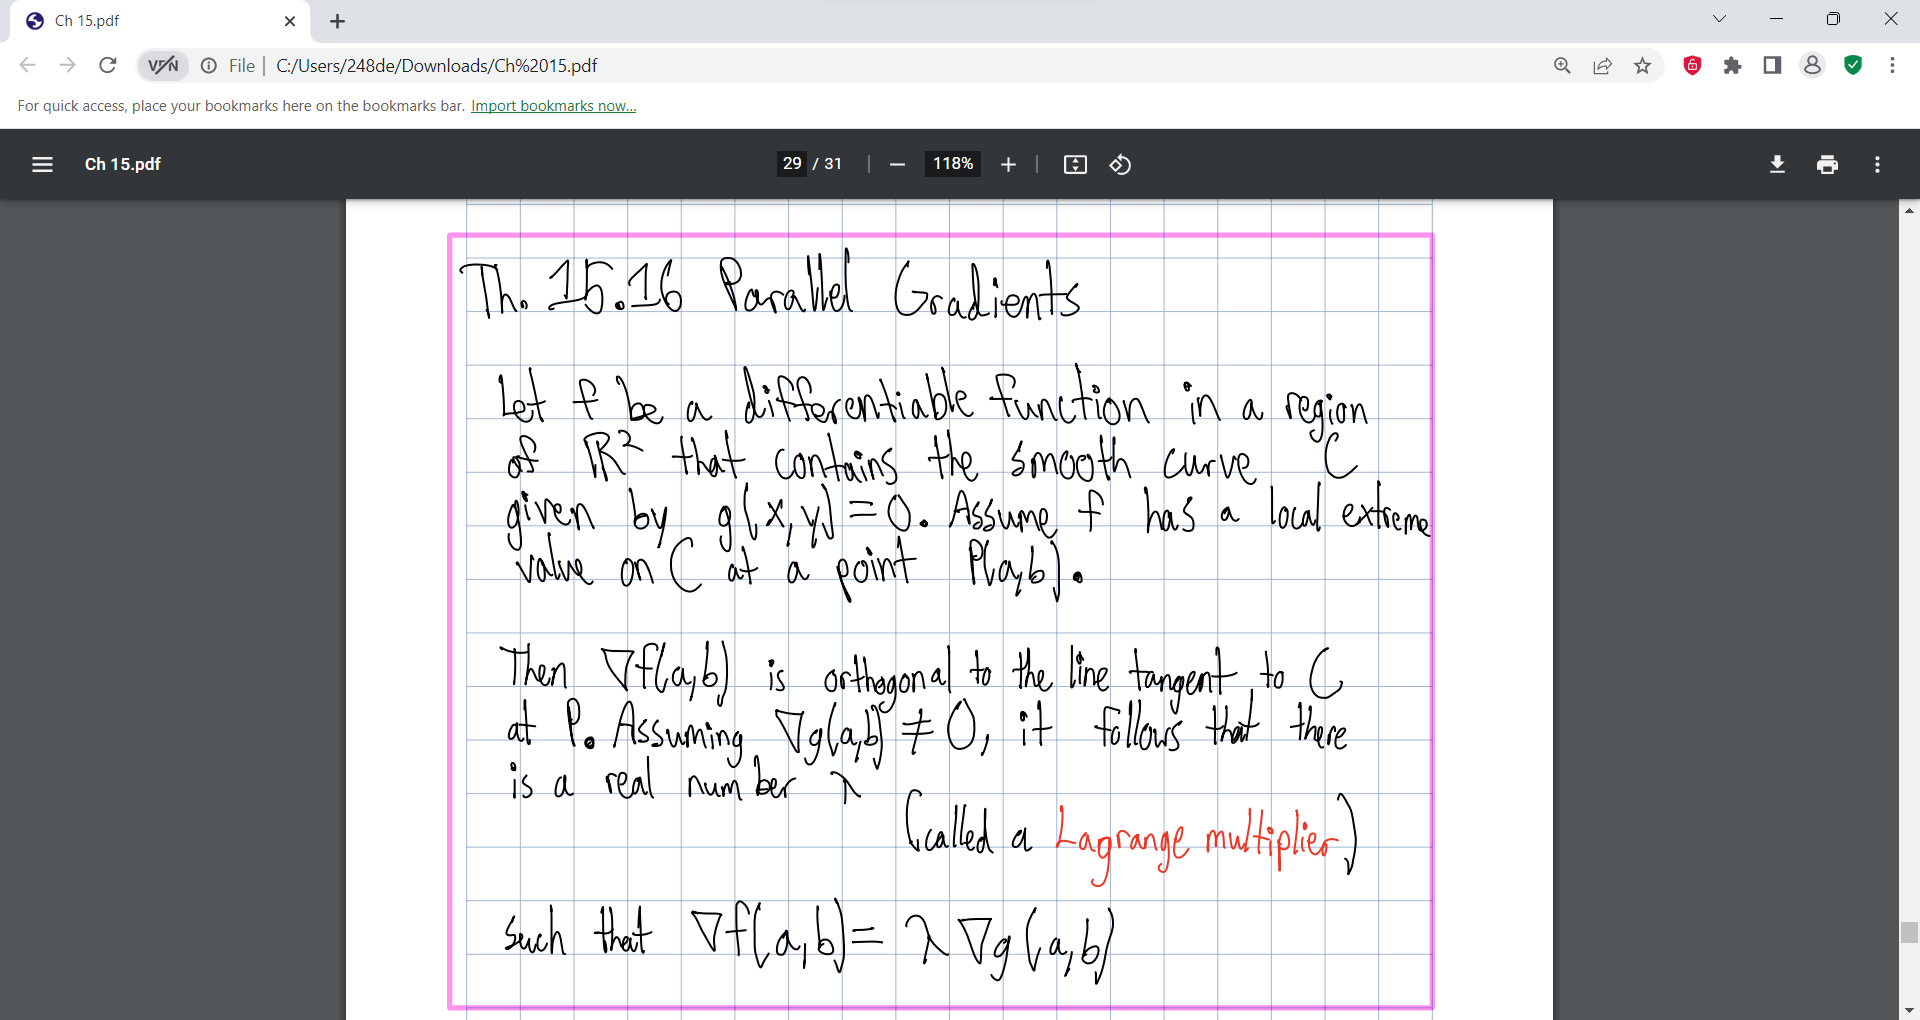 Ch 15.pdf
VPN File C:/Users/248de/Downloads/Ch%2015.pdf
For quick access, place your bookmarks here on the bookmarks bar. Import bookmarks now...
Ch 15.pdf 29 / 31 118%
Th. 15.16 Parallel Gradients
Let f be a differentiable function in a region
of ℝ² that contains the smooth curve C
given by g(x,y)=0. Assume f has a local extreme
value on C at a point P(a,b).
Then ∇f(a,b) is orthogonal to the line tangent to C
at P. Assuming ∇g(a,b) ≠ 0, it follows that there
is a real number λ
(called a Lagrange multiplier)
such that ∇f(a,b) = λ∇g(a,b)